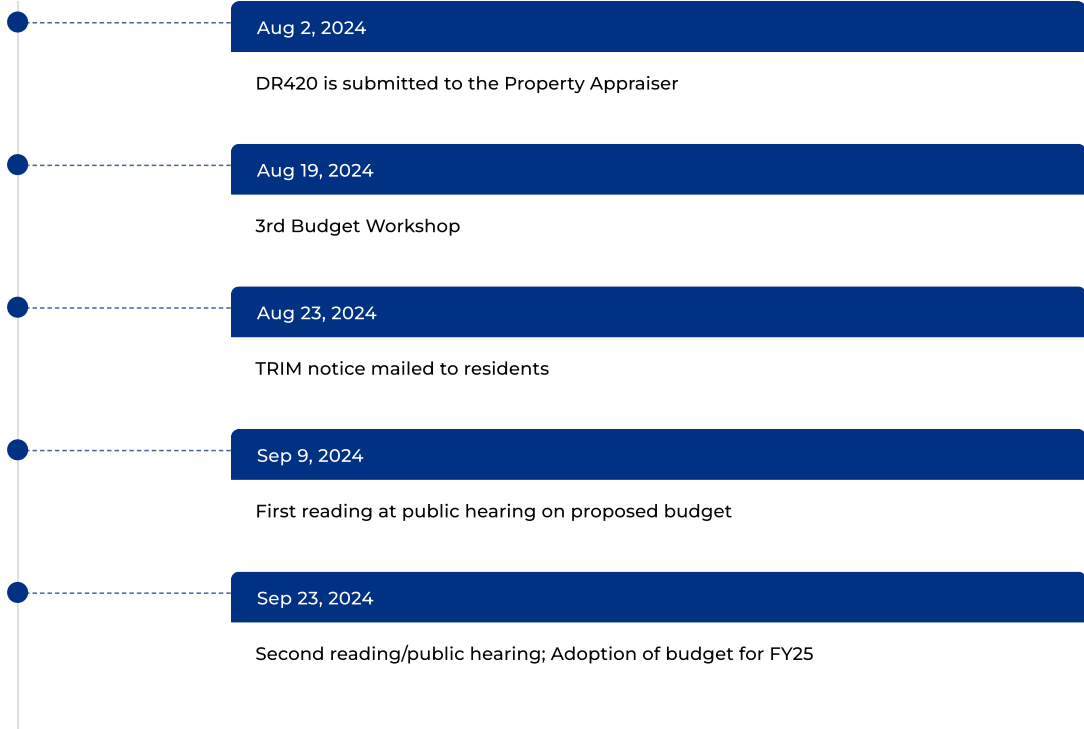 Aug 2, 2024
DR420 is submitted to the Property Appraiser
Aug 19, 2024
3rd Budget Workshop
Aug 23, 2024
TRIM notice mailed to residents
Sep 9, 2024
First reading at public hearing on proposed budget
Sep 23, 2024
Second reading/public hearing; Adoption of budget for FY25